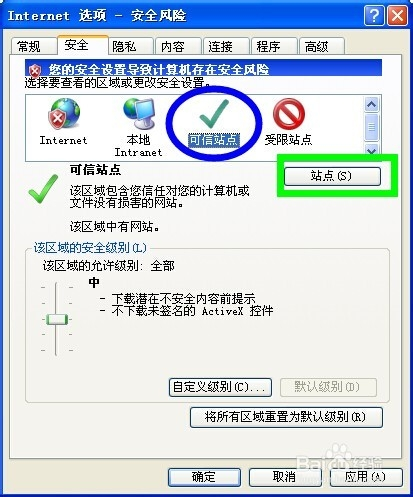 Internet 选项 - 安全风险
常规 安全 隐私 内容 连接 程序 高级
您的安全设置导致计算机存在安全风险
选择要查看的区域或更改安全设置。
Internet 本地 Intranet 可信站点 受限站点
可信站点
站点(S)
该区域包含您信任对您的计算机或
文件没有损害的网站。
该区域中有网站。
该区域的安全级别(L)
该区域的允许级别: 全部
中
- 下载潜在不安全内容前提示
- 不下载未签名的 ActiveX 控件
自定义级别(C)... 默认级别(D)
将所有区域重置为默认级别(R)
Baidu 经验
确定 取消 应用(A)